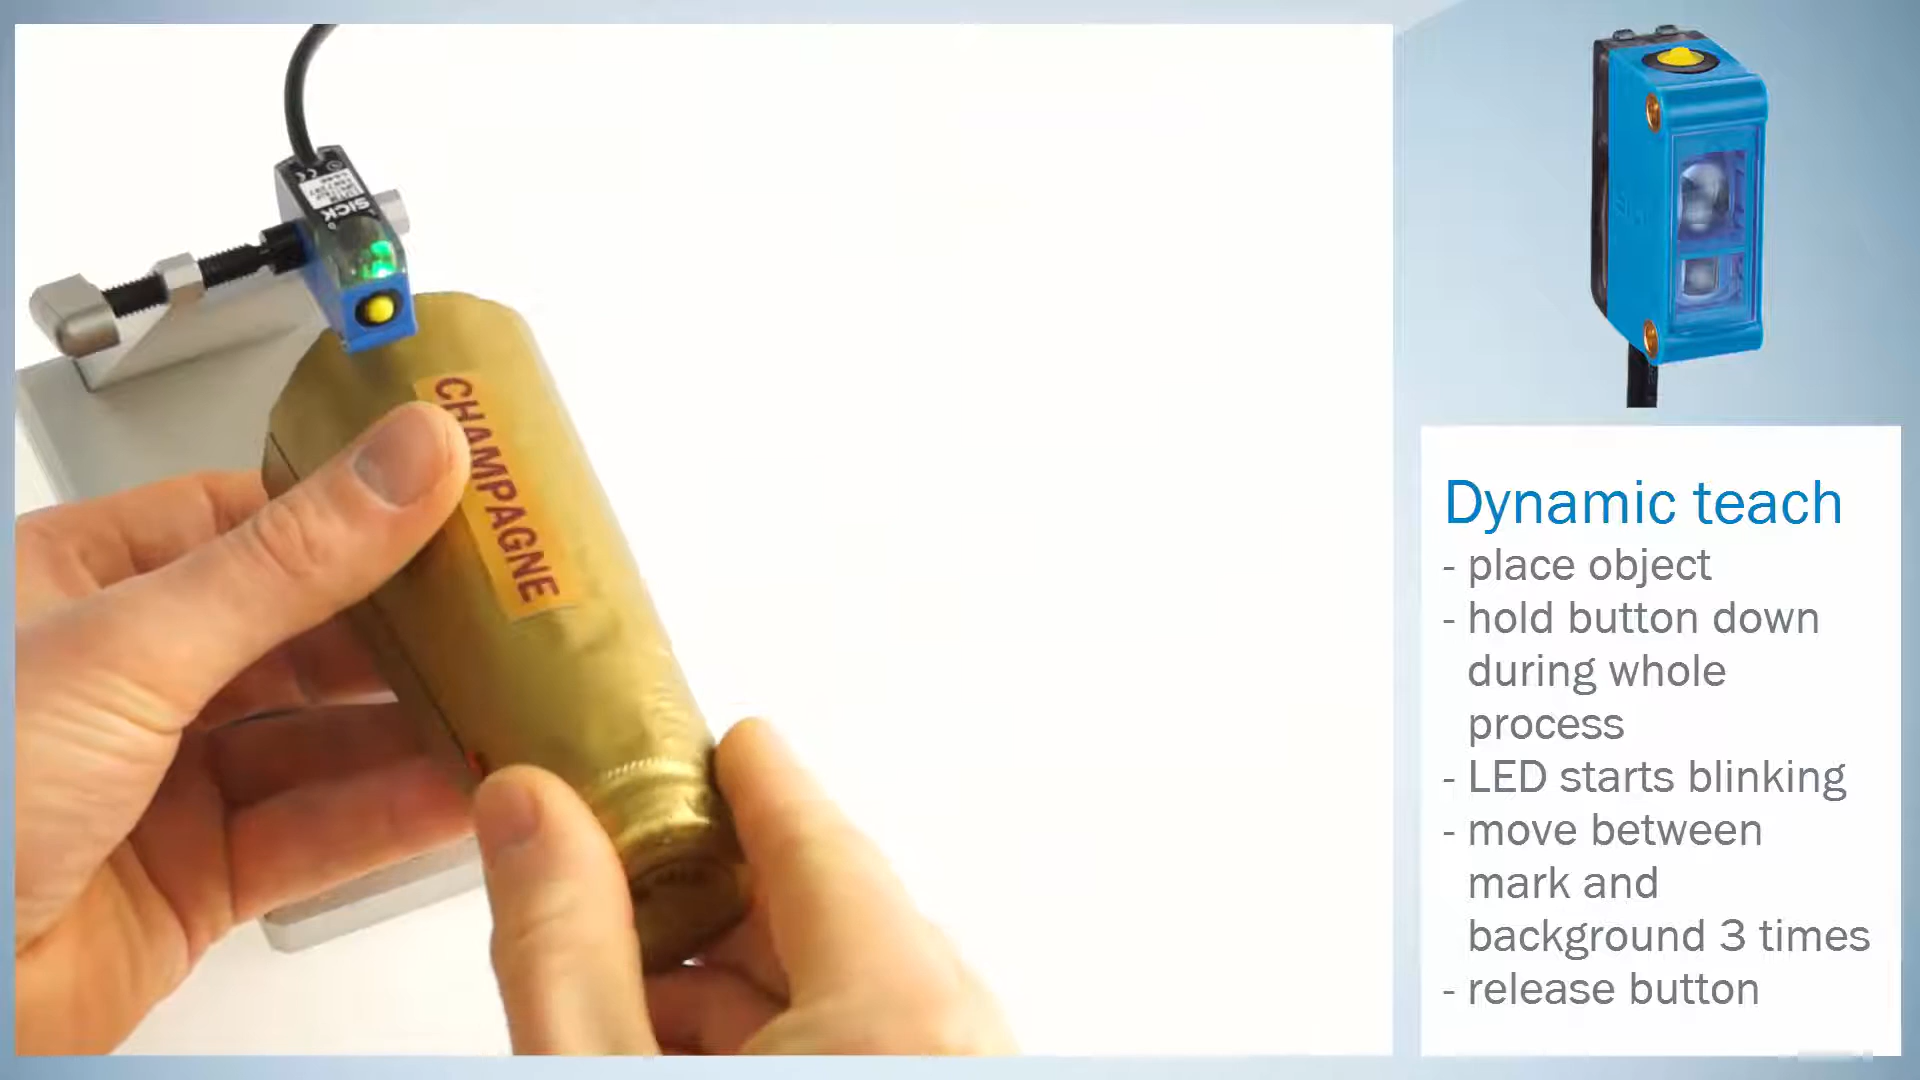 SICK
CHAMPAGNE
Dynamic teach
- place object
- hold button down
during whole
process
- LED starts blinking
- move between
mark and
background 3 times
- release button